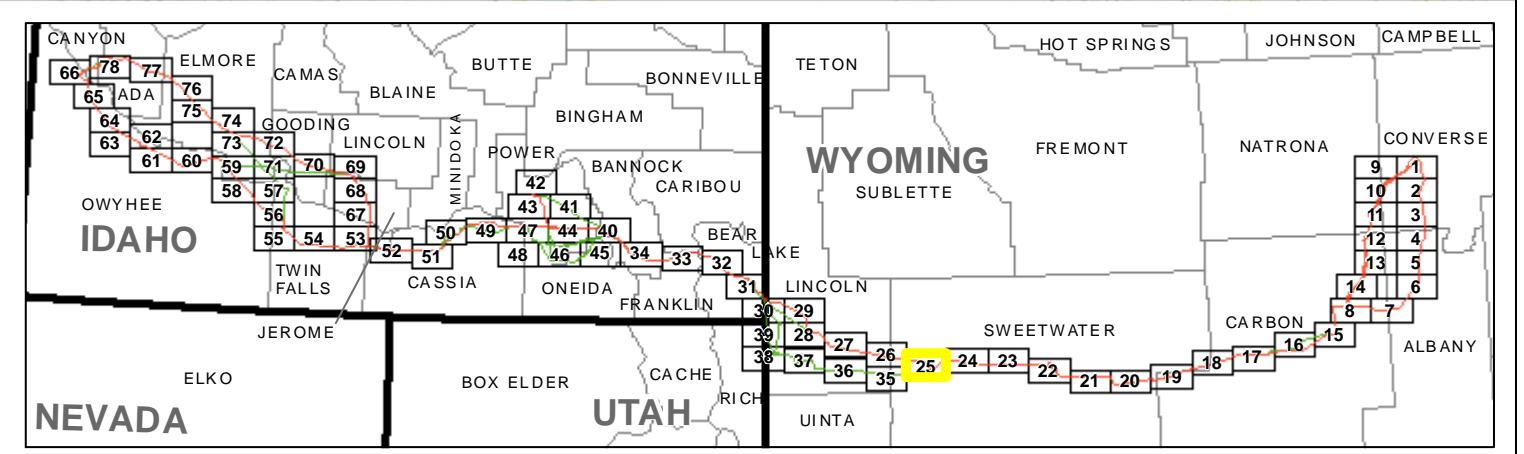 CANYON
ELMORE
CAMAS
BUTTE
BONNEVILLE
TETON
HOT SPRINGS
JOHNSON
CAMPBELL
66
78
77
76
ADA
65
75
BLAINE
64
74
GOODING
BINGHAM
63
62
73
72
LINCOLN
MINIDOKA
POWER
WYOMING
FREMONT
NATRONA
CONVERSE
61
60
59
71
70
69
BANNOCK
9
1
58
57
68
42
CARIBOU
SUBLETTE
10
2
OWYHEE
56
67
43
41
11
3
IDAHO
55
54
53
52
51
50
49
47
44
40
BEAR
LAKE
12
4
48
46
45
34
33
32
13
5
TWIN
FALLS
CASSIA
ONEIDA
31
LINCOLN
14
6
FRANKLIN
30
29
8
7
JEROME
39
28
27
SWEETWATER
CARBON
15
ALBANY
38
37
26
25
24
23
22
18
17
16
36
35
21
20
19
ELKO
BOX ELDER
CACHE
RICH
NEVADA
UTAH
UINTA